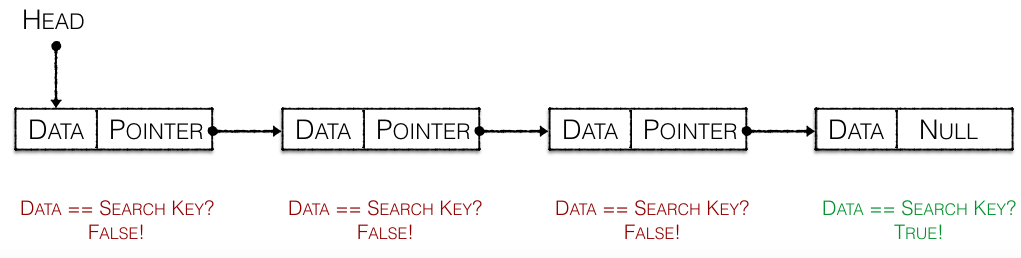 HEAD
DATA POINTER DATA POINTER DATA POINTER DATA NULL
DATA == SEARCH KEY? DATA == SEARCH KEY? DATA == SEARCH KEY? DATA == SEARCH KEY?
FALSE! FALSE! FALSE! TRUE!